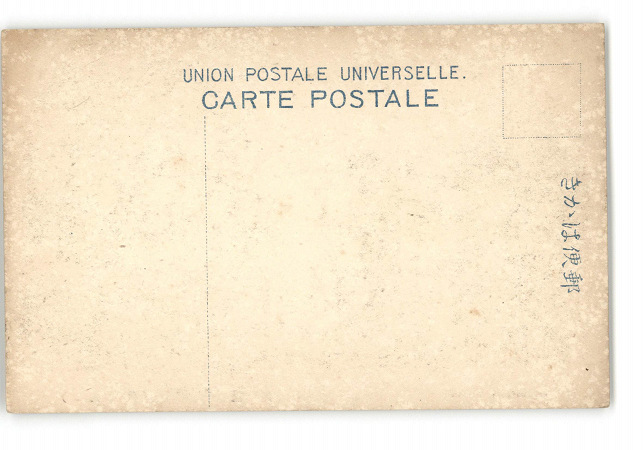 UNION POSTALE UNIVERSELLE.
CARTE POSTALE
郵便はがき